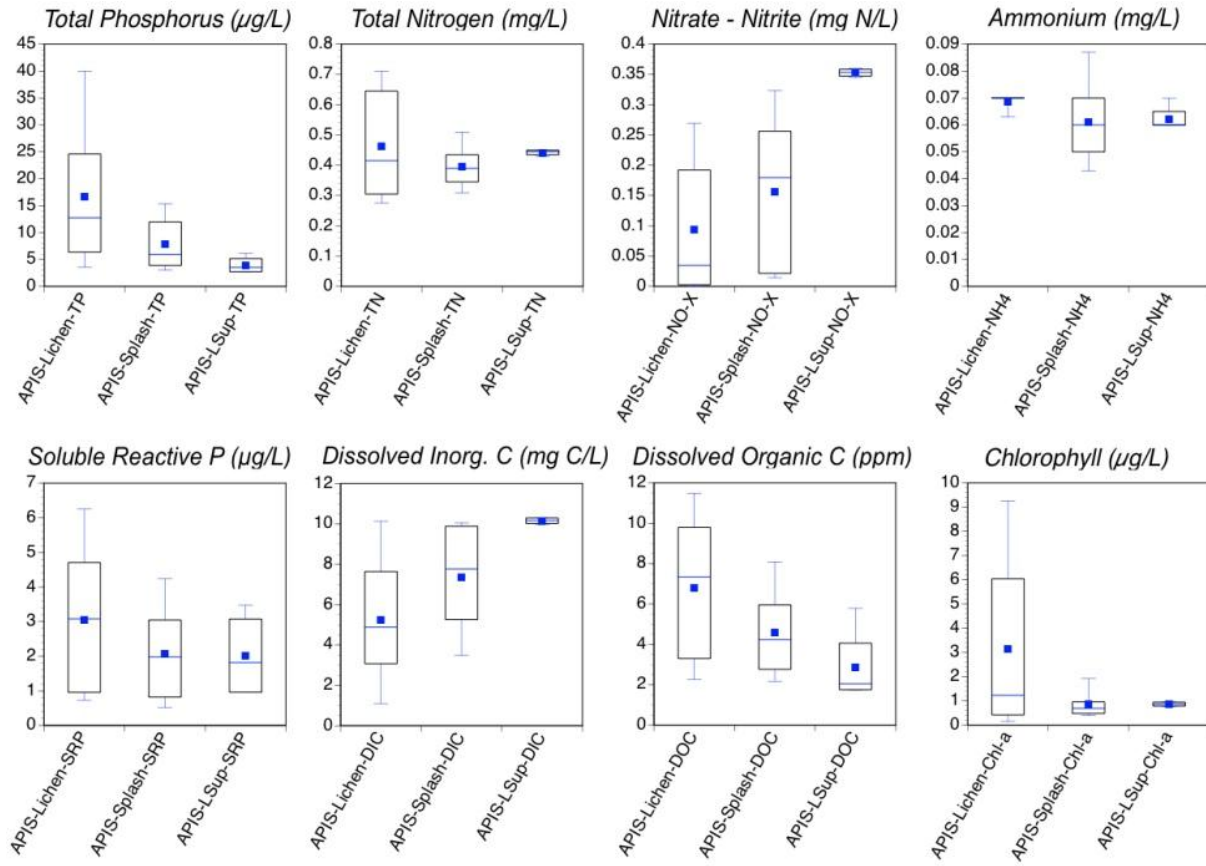 Total Phosphorus (µg/L)
45
40
35
30
25
20
15
10
5
0
APIS-Lichen-TP
APIS-Splash-TP
APIS-LSup-TP
Total Nitrogen (mg/L)
0.8
0.7
0.6
0.5
0.4
0.3
0.2
0.1
0
APIS-Lichen-TN
APIS-Splash-TN
APIS-LSup-TN
Nitrate - Nitrite (mg N/L)
0.4
0.35
0.3
0.25
0.2
0.15
0.1
0.05
0
APIS-Lichen-NO-X
APIS-Splash-NO-X
APIS-LSup-NO-X
Ammonium (mg/L)
0.09
0.08
0.07
0.06
0.05
0.04
0.03
0.02
0.01
0
APIS-Lichen-NH4
APIS-Splash-NH4
APIS-LSup-NH4
Soluble Reactive P (µg/L)
7
6
5
4
3
2
1
0
APIS-Lichen-SRP
APIS-Splash-SRP
APIS-LSup-SRP
Dissolved Inorg. C (mg C/L)
12
10
8
6
4
2
0
APIS-Lichen-DIC
APIS-Splash-DIC
APIS-LSup-DIC
Dissolved Organic C (ppm)
12
10
8
6
4
2
0
APIS-Lichen-DOC
APIS-Splash-DOC
APIS-LSup-DOC
Chlorophyll (µg/L)
10
9
8
7
6
5
4
3
2
1
0
APIS-Lichen-Chl-a
APIS-Splash-Chl-a
APIS-LSup-Chl-a